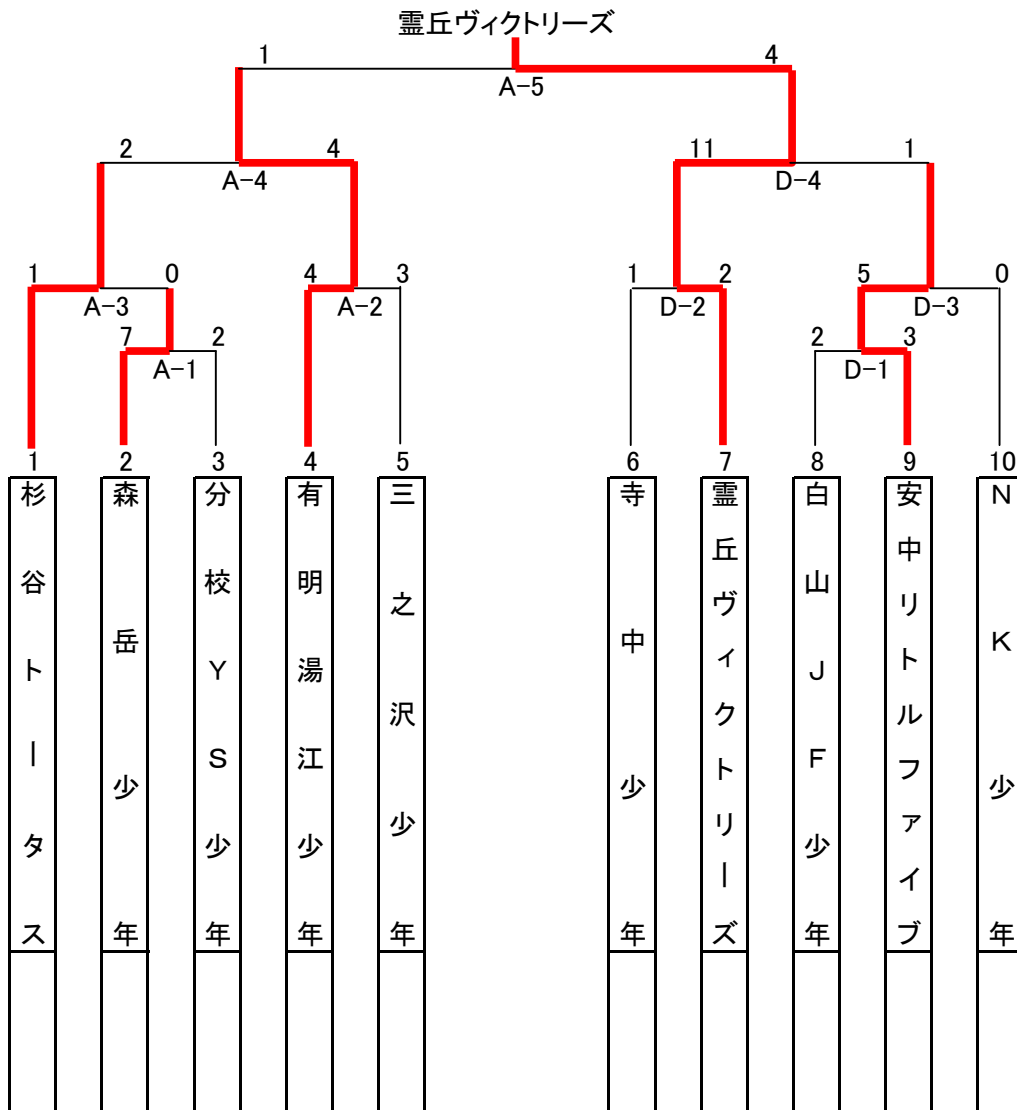 霊丘ヴィクトリーズ
1 4
A-5
2 4 11 1
A-4 D-4
1 0 4 3 1 2 5 0
A-3 A-2 D-2 D-3
7 2 2 3
A-1 D-1
1 2 3 4 5 6 7 8 9 10
杉谷トータス
森岳少年
分校YS少年
有明湯江少年
三之沢少年
寺中少年
霊丘ヴィクトリーズ
白山JF少年
安中リトルファイブ
NK少年